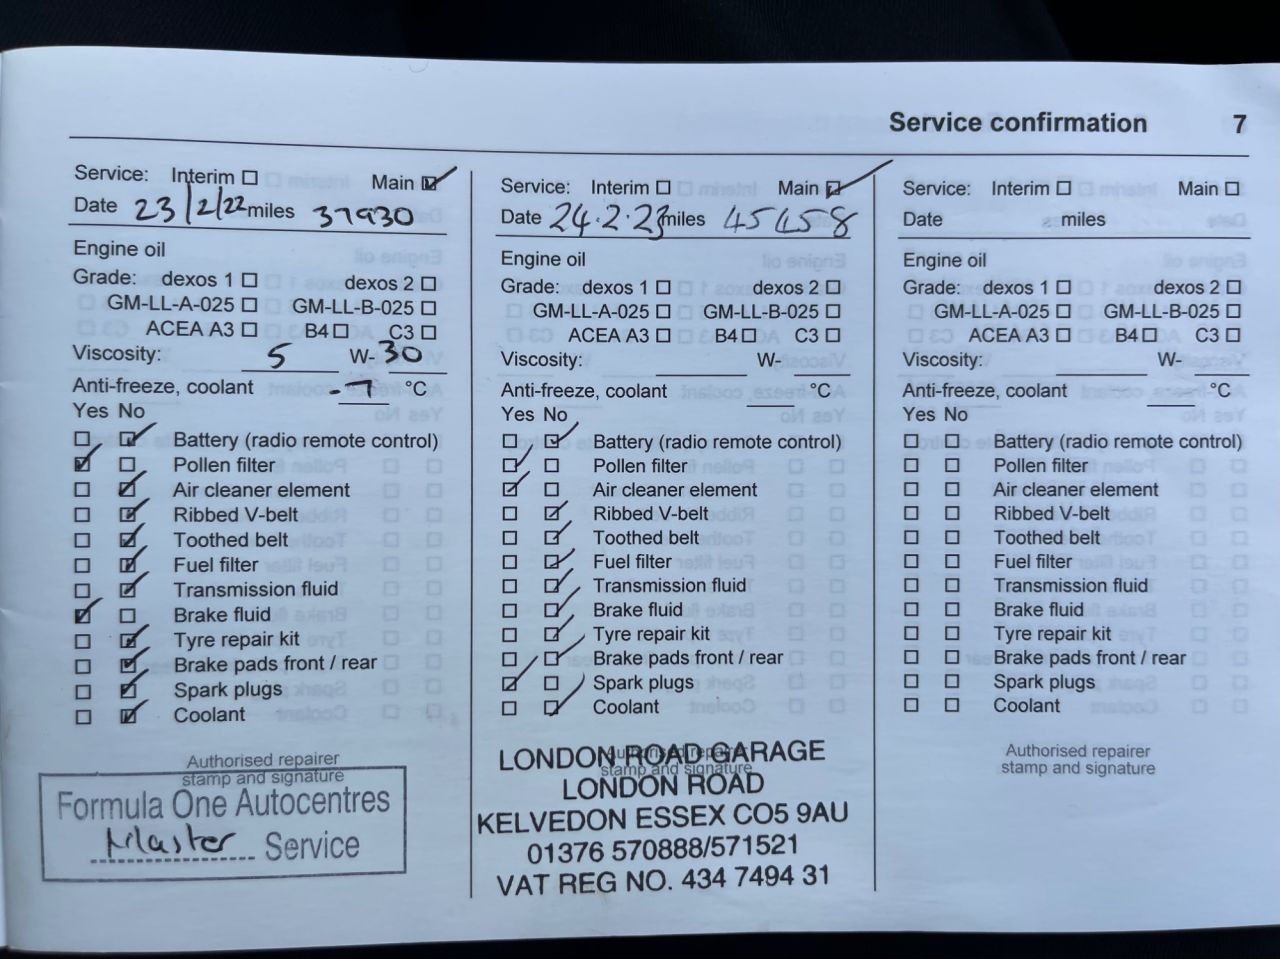 Service confirmation 7
Service: Interim ☐ Main ☑
Date 23/2/22 miles 37930
Engine oil
Grade: dexos 1 ☐ dexos 2 ☐
GM-LL-A-025 ☐ GM-LL-B-025 ☐
ACEA A3 ☐ B4 ☐ C3 ☐
Viscosity: 5 W- 30
Anti-freeze, coolant -7 °C
Yes No
☐ ☑ Battery (radio remote control)
☑ ☐ Pollen filter
☐ ☑ Air cleaner element
☐ ☑ Ribbed V-belt
☐ ☑ Toothed belt
☐ ☑ Fuel filter
☐ ☑ Transmission fluid
☑ ☐ Brake fluid
☐ ☑ Tyre repair kit
☐ ☑ Brake pads front / rear
☐ ☑ Spark plugs
☐ ☑ Coolant
Authorised repairer
stamp and signature
Formula One Autocentres
Master Service
Service: Interim ☐ Main ☑
Date 24.2.23 miles 45458
Engine oil
Grade: dexos 1 ☐ dexos 2 ☐
GM-LL-A-025 ☐ GM-LL-B-025 ☐
ACEA A3 ☐ B4 ☐ C3 ☐
Viscosity: W-
Anti-freeze, coolant °C
Yes No
☐ ☑ Battery (radio remote control)
☑ ☐ Pollen filter
☑ ☐ Air cleaner element
☐ ☑ Ribbed V-belt
☐ ☑ Toothed belt
☐ ☑ Fuel filter
☐ ☑ Transmission fluid
☐ ☑ Brake fluid
☐ ☑ Tyre repair kit
☐ ☑ Brake pads front / rear
☑ ☐ Spark plugs
☐ ☑ Coolant
Authorised repairer
stamp and signature
LONDON ROAD GARAGE
LONDON ROAD
KELVEDON ESSEX CO5 9AU
01376 570888/571521
VAT REG NO. 434 7494 31
Service: Interim ☐ Main ☐
Date miles
Engine oil
Grade: dexos 1 ☐ dexos 2 ☐
GM-LL-A-025 ☐ GM-LL-B-025 ☐
ACEA A3 ☐ B4 ☐ C3 ☐
Viscosity: W-
Anti-freeze, coolant °C
Yes No
☐ ☐ Battery (radio remote control)
☐ ☐ Pollen filter
☐ ☐ Air cleaner element
☐ ☐ Ribbed V-belt
☐ ☐ Toothed belt
☐ ☐ Fuel filter
☐ ☐ Transmission fluid
☐ ☐ Brake fluid
☐ ☐ Tyre repair kit
☐ ☐ Brake pads front / rear
☐ ☐ Spark plugs
☐ ☐ Coolant
Authorised repairer
stamp and signature